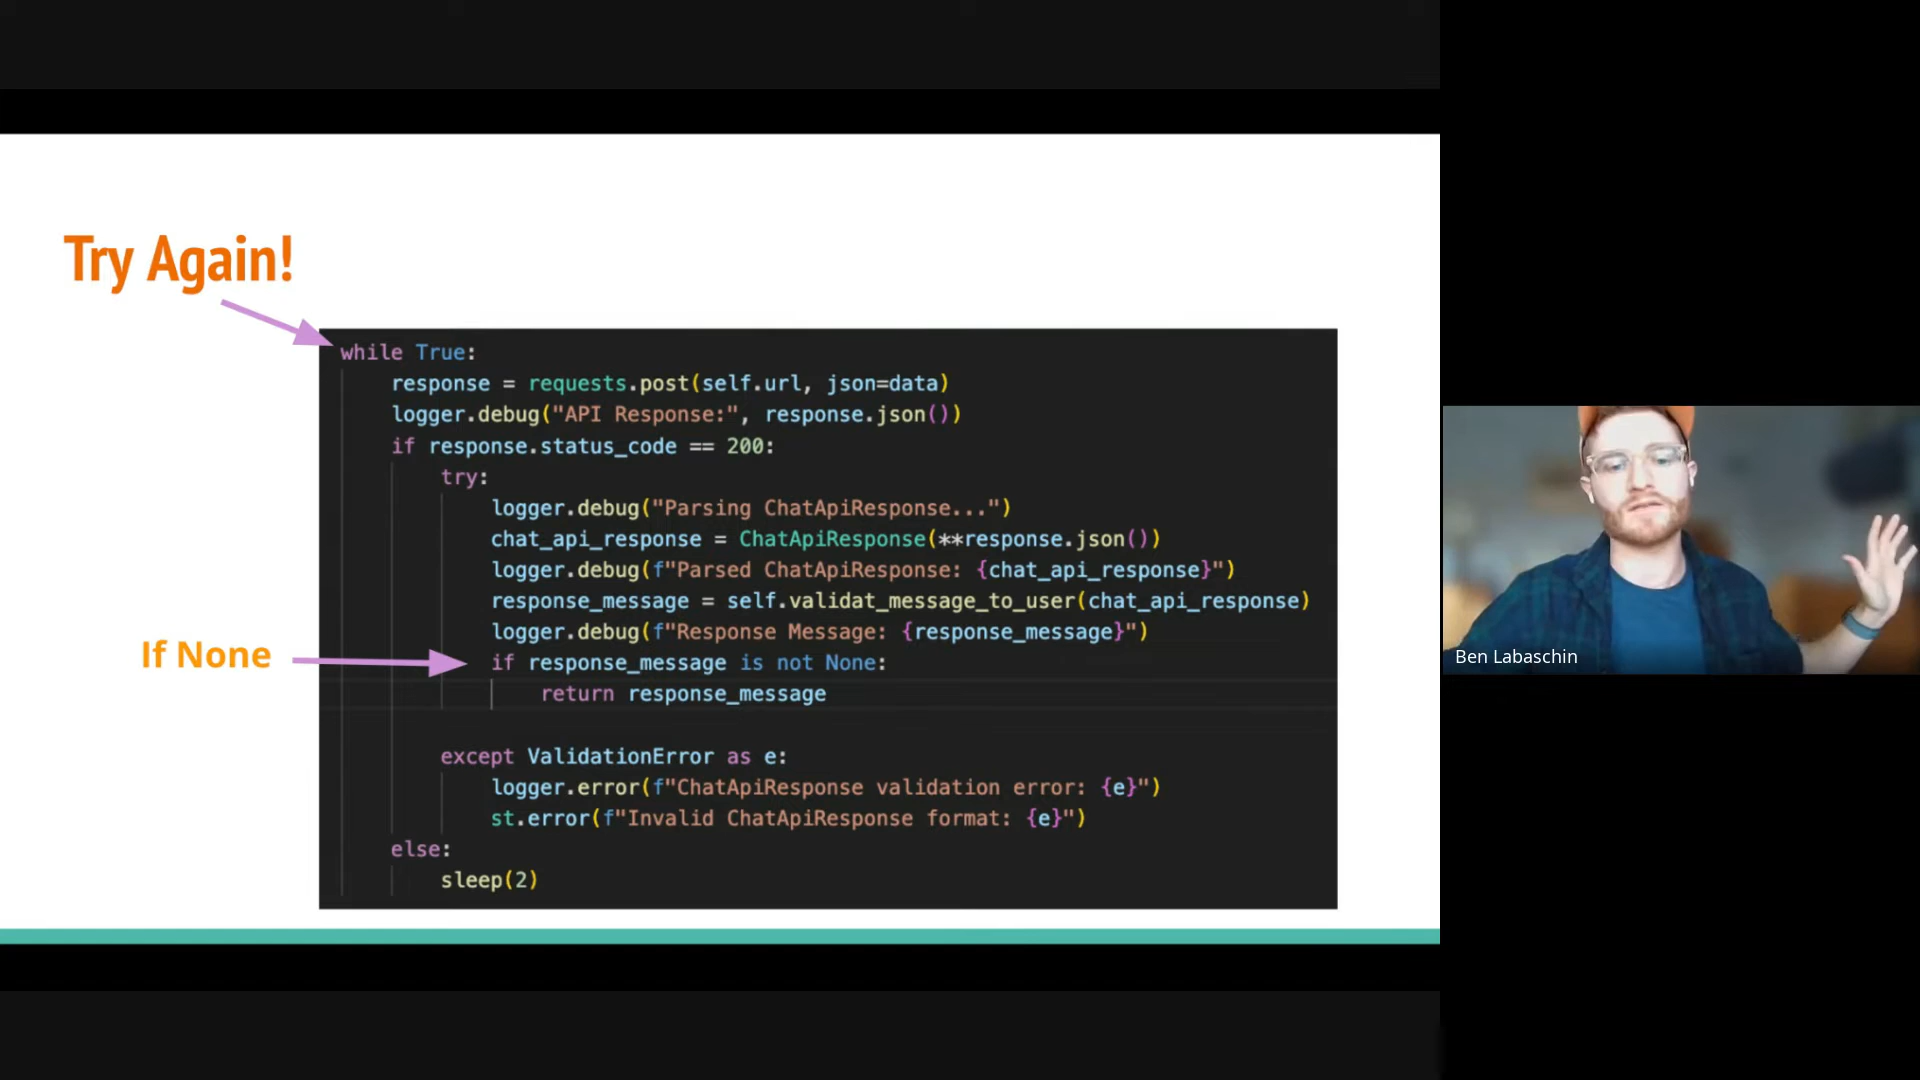 Try Again!
while True:
response = requests.post(self.url, json=data)
logger.debug("API Response:", response.json())
if response.status_code == 200:
try:
logger.debug("Parsing ChatApiResponse...")
chat_api_response = ChatApiResponse(**response.json())
logger.debug(f"Parsed ChatApiResponse: {chat_api_response}")
response_message = self.validat_message_to_user(chat_api_response)
logger.debug(f"Response Message: {response_message}")
If None
if response_message is not None:
return response_message
except ValidationError as e:
logger.error(f"ChatApiResponse validation error: {e}")
st.error(f"Invalid ChatApiResponse format: {e}")
else:
sleep(2)
Ben Labaschin